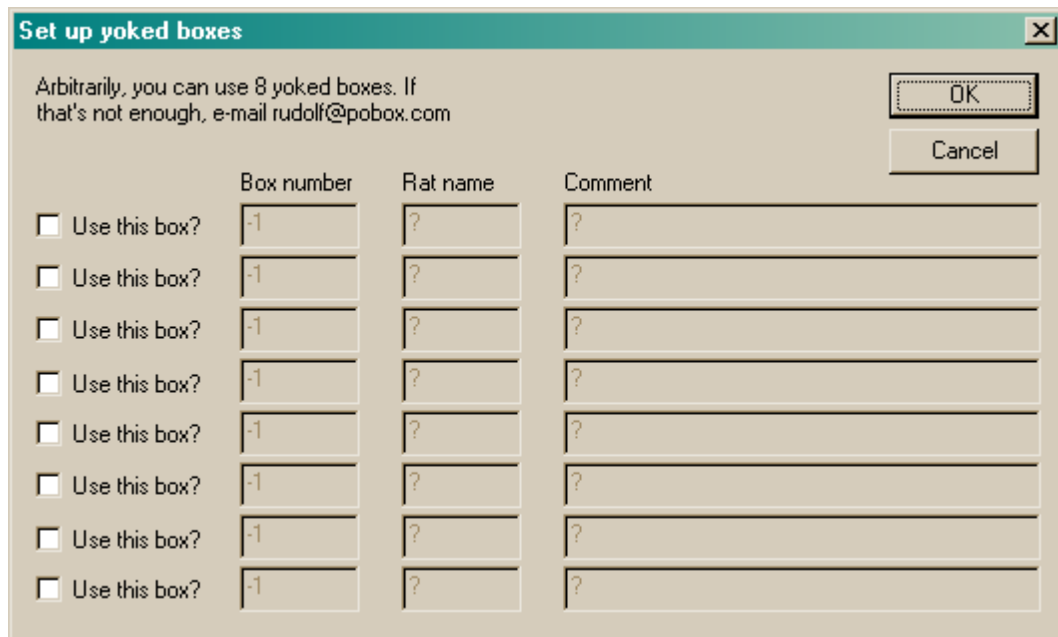 Set up yoked boxes
Arbitrarily, you can use 8 yoked boxes. If
that's not enough, e-mail rudolf@pobox.com
OK
Cancel
Box number Rat name Comment
Use this box? -1 ? ?
Use this box? -1 ? ?
Use this box? -1 ? ?
Use this box? -1 ? ?
Use this box? -1 ? ?
Use this box? -1 ? ?
Use this box? -1 ? ?
Use this box? -1 ? ?